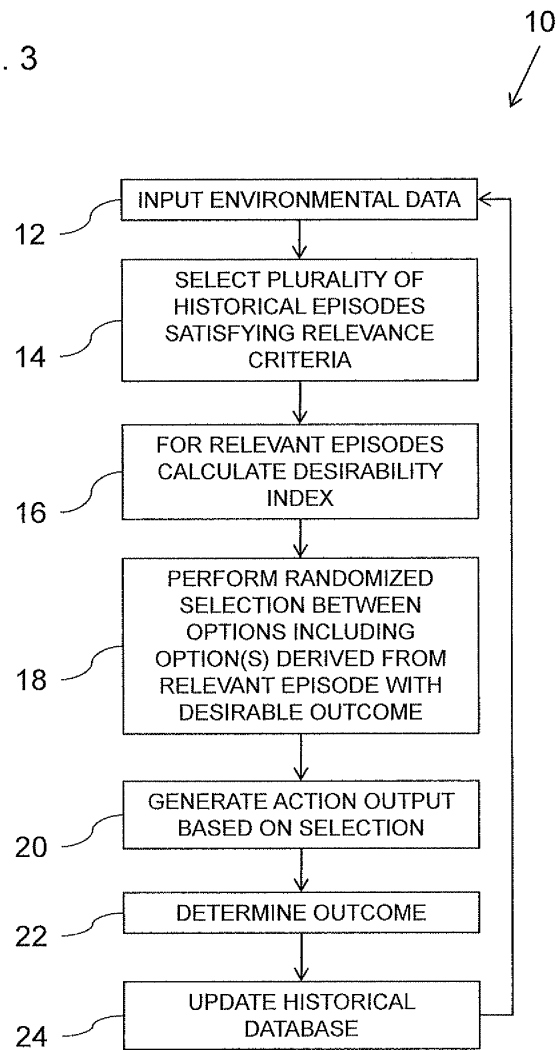 . 3
10
INPUT ENVIRONMENTAL DATA
12
SELECT PLURALITY OF
HISTORICAL EPISODES
SATISFYING RELEVANCE
CRITERIA
14
FOR RELEVANT EPISODES
CALCULATE DESIRABILITY
INDEX
16
PERFORM RANDOMIZED
SELECTION BETWEEN
OPTIONS INCLUDING
OPTION(S) DERIVED FROM
RELEVANT EPISODE WITH
DESIRABLE OUTCOME
18
GENERATE ACTION OUTPUT
BASED ON SELECTION
20
DETERMINE OUTCOME
22
UPDATE HISTORICAL
DATABASE
24